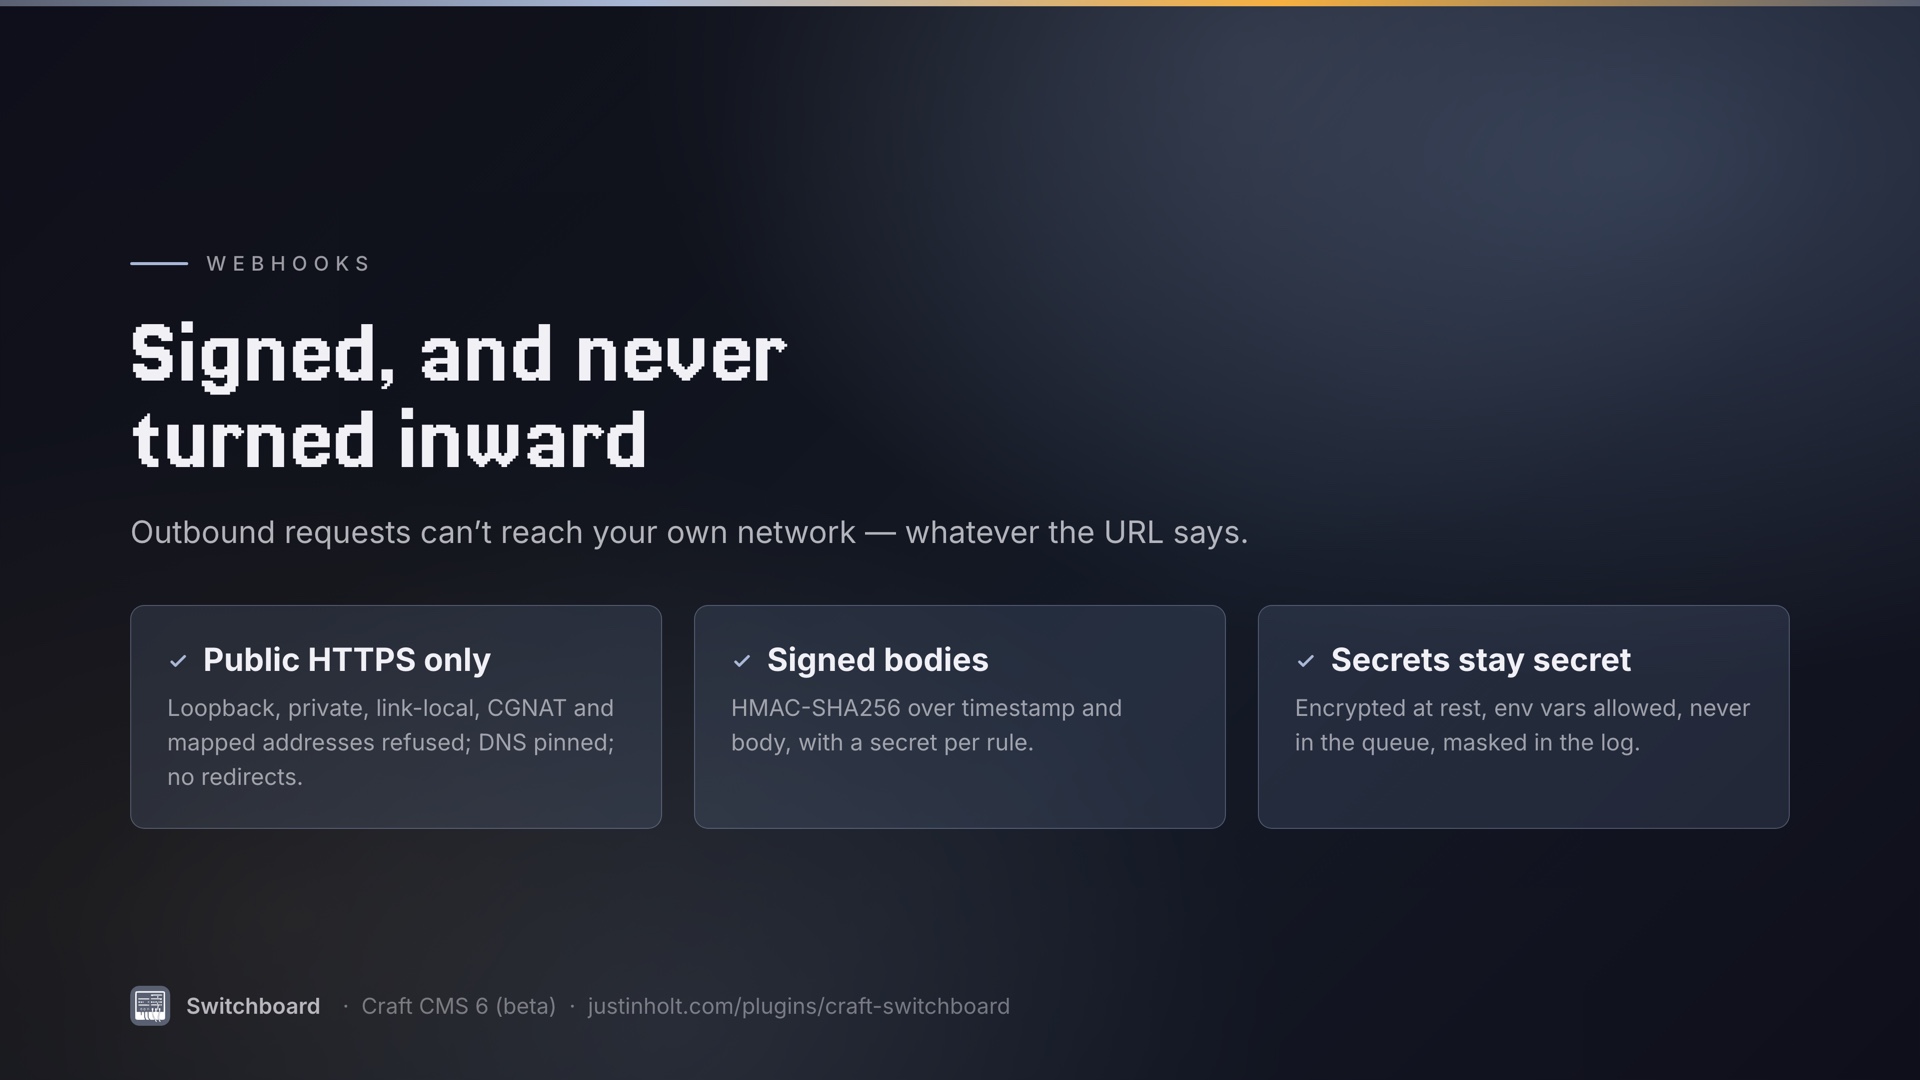 WEBHOOKS
Signed, and never
turned inward
Outbound requests can’t reach your own network — whatever the URL says.
Public HTTPS only
Loopback, private, link-local, CGNAT and
mapped addresses refused; DNS pinned;
no redirects.
Signed bodies
HMAC-SHA256 over timestamp and
body, with a secret per rule.
Secrets stay secret
Encrypted at rest, env vars allowed, never
in the queue, masked in the log.
Switchboard · Craft CMS 6 (beta) · justinholt.com/plugins/craft-switchboard